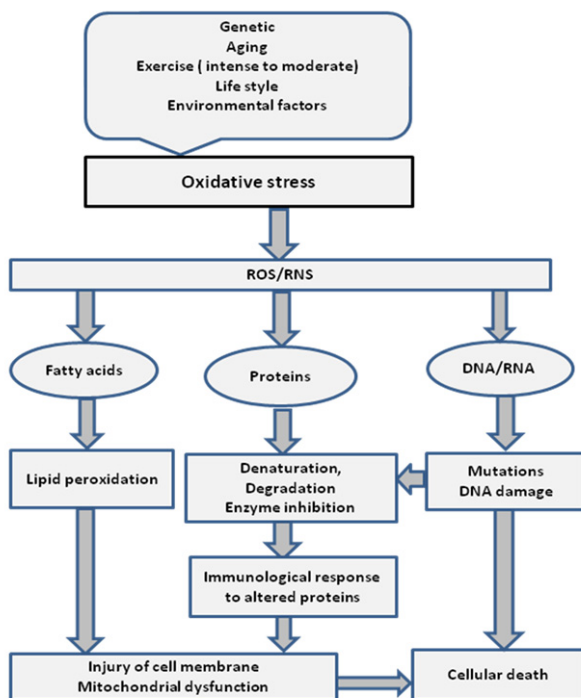 Genetic
Aging
Exercise ( intense to moderate)
Life style
Environmental factors
Oxidative stress
ROS/RNS
Fatty acids
Proteins
DNA/RNA
Lipid peroxidation
Denaturation,
Degradation
Enzyme inhibition
Mutations
DNA damage
Immunological response
to altered proteins
Injury of cell membrane
Mitochondrial dysfunction
Cellular death